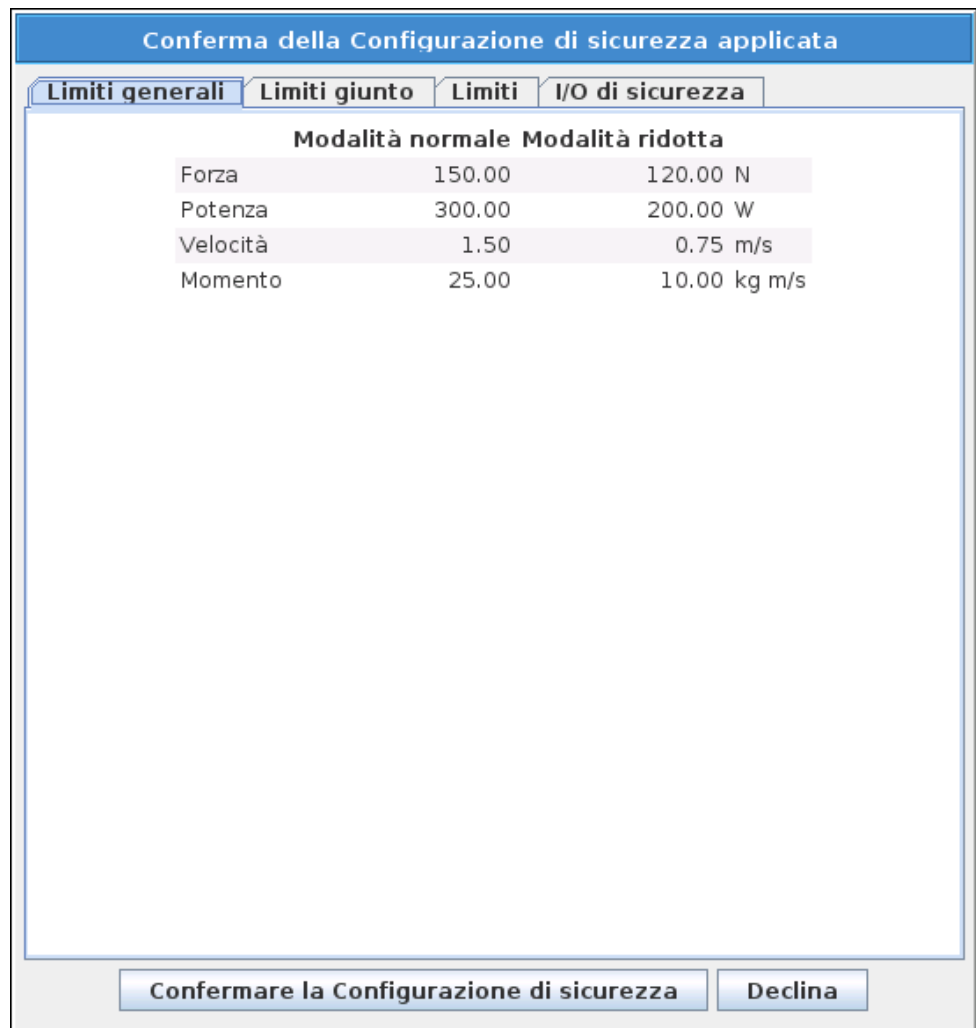 Conferma della Configurazione di sicurezza applicata
Limiti generali Limiti giunto Limiti I/O di sicurezza
Modalità normale Modalità ridotta
Forza 150.00 120.00 N
Potenza 300.00 200.00 W
Velocità 1.50 0.75 m/s
Momento 25.00 10.00 kg m/s
Confermare la Configurazione di sicurezza Declina